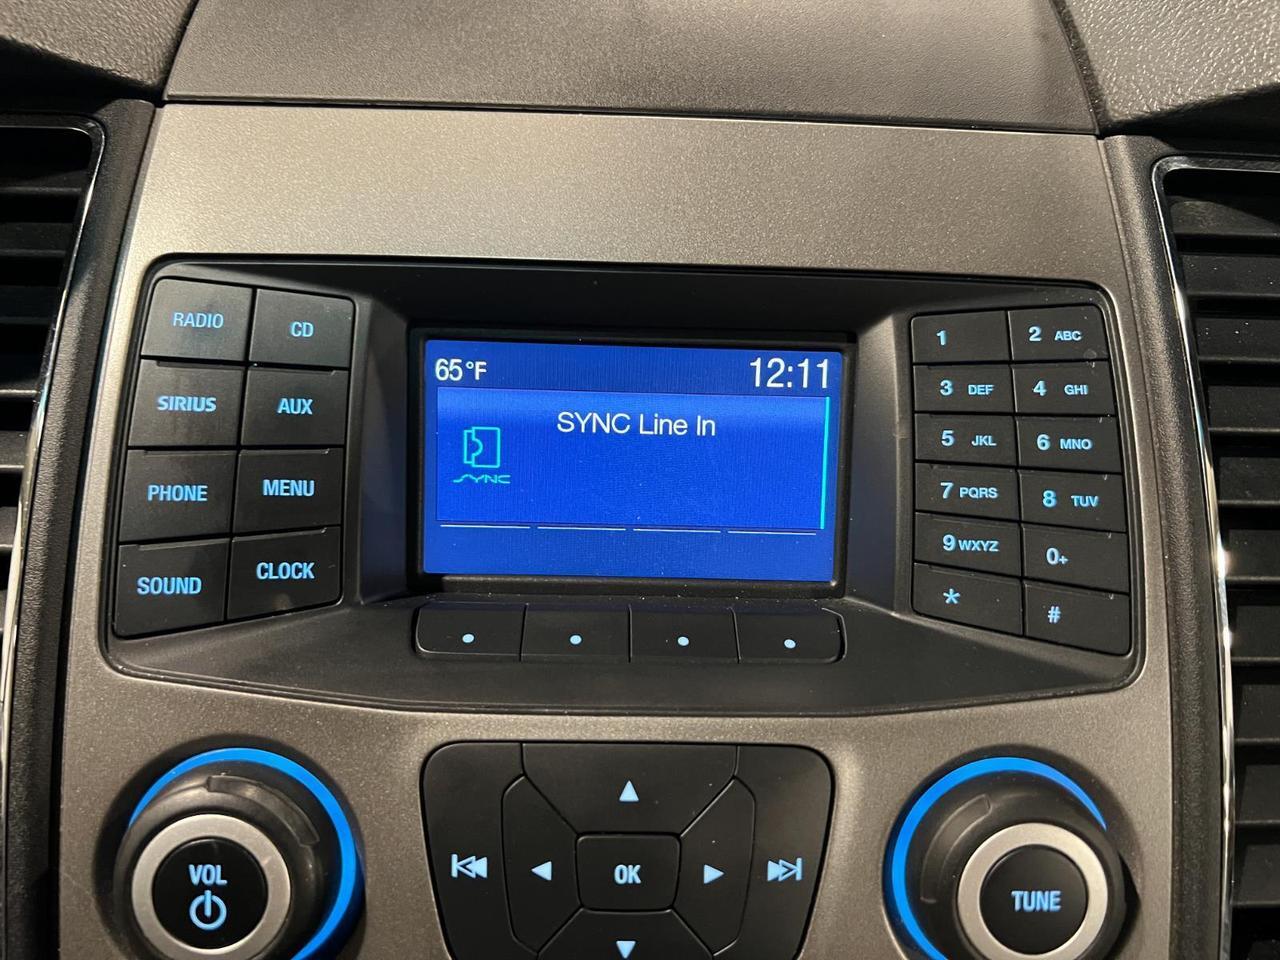 65°F
12:11
SYNC Line In
SYNC
RADIO
CD
SIRIUS
AUX
PHONE
MENU
SOUND
CLOCK
1
2 ABC
3 DEF
4 GHI
5 JKL
6 MNO
7 PQRS
8 TUV
9 WXYZ
0+
*
#
VOL
OK
TUNE